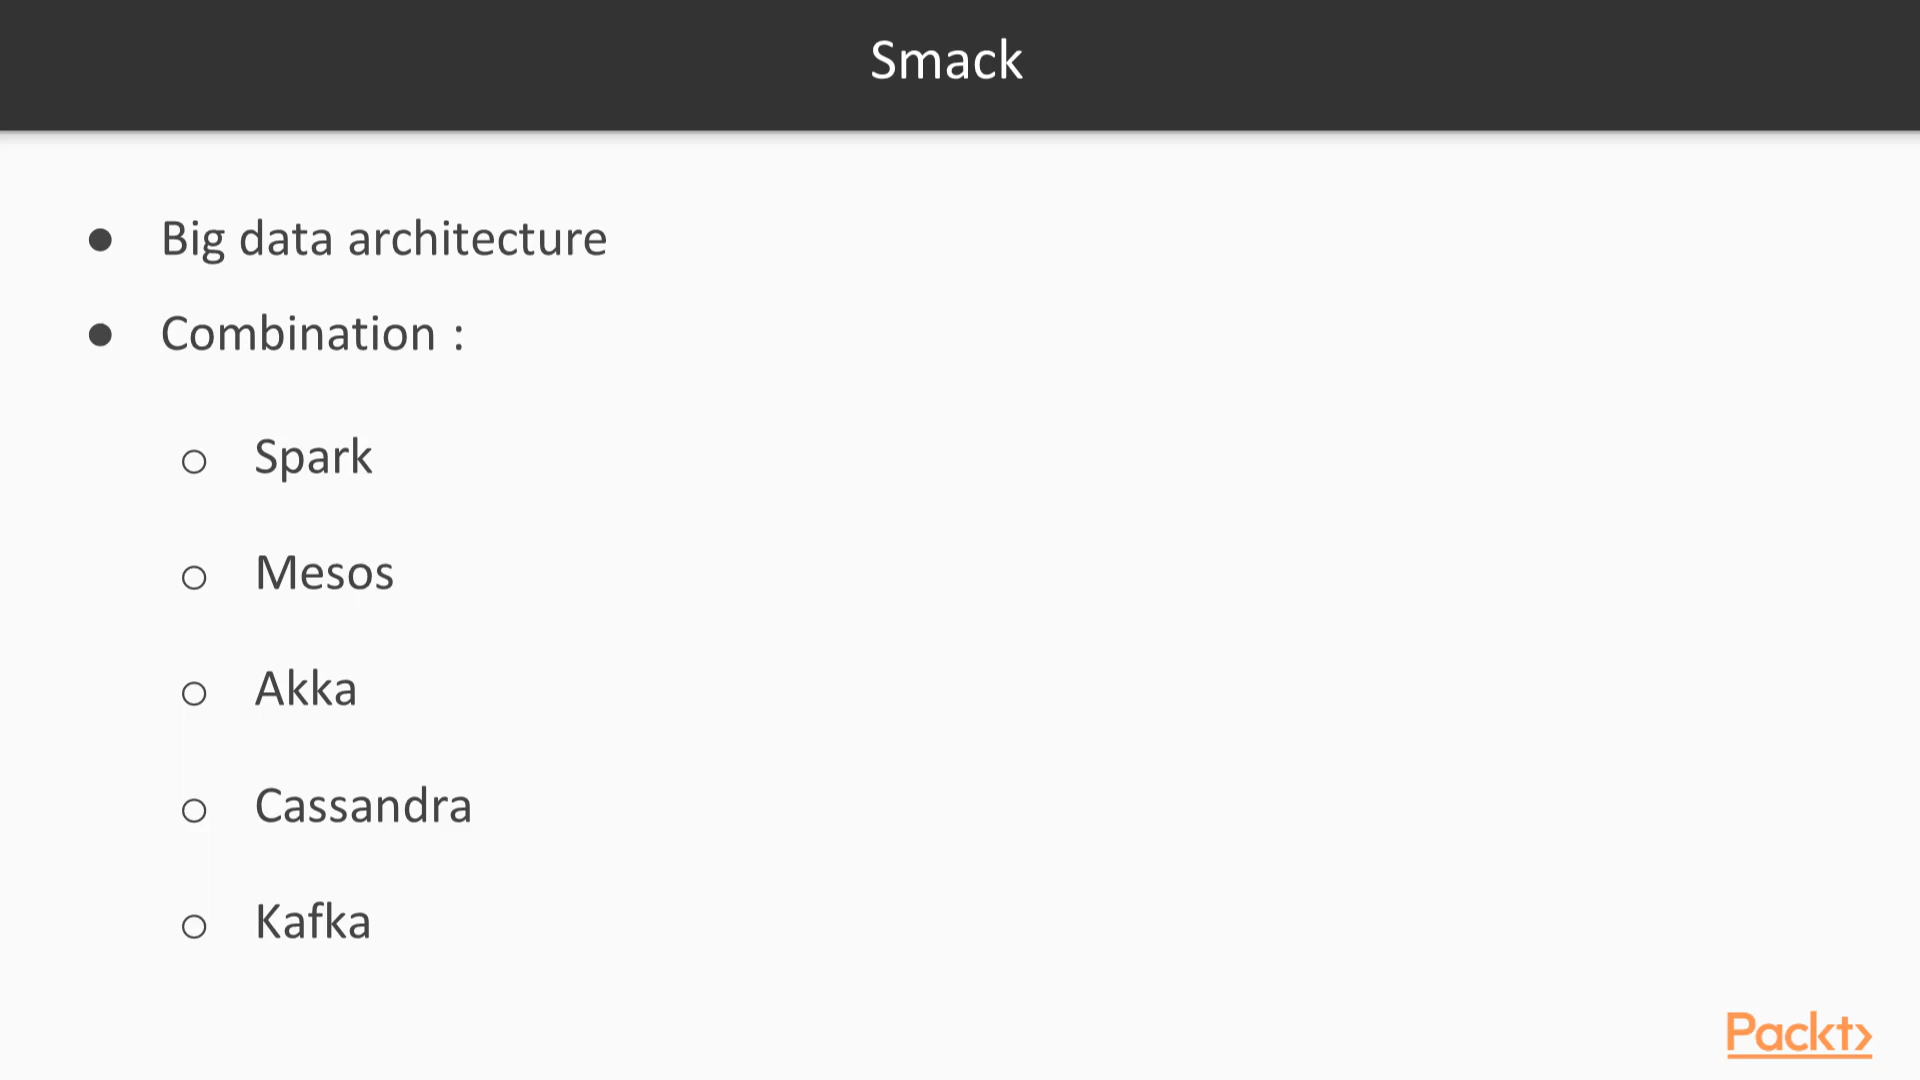 Smack
● Big data architecture
● Combination :
○ Spark
○ Mesos
○ Akka
○ Cassandra
○ Kafka
Packt>